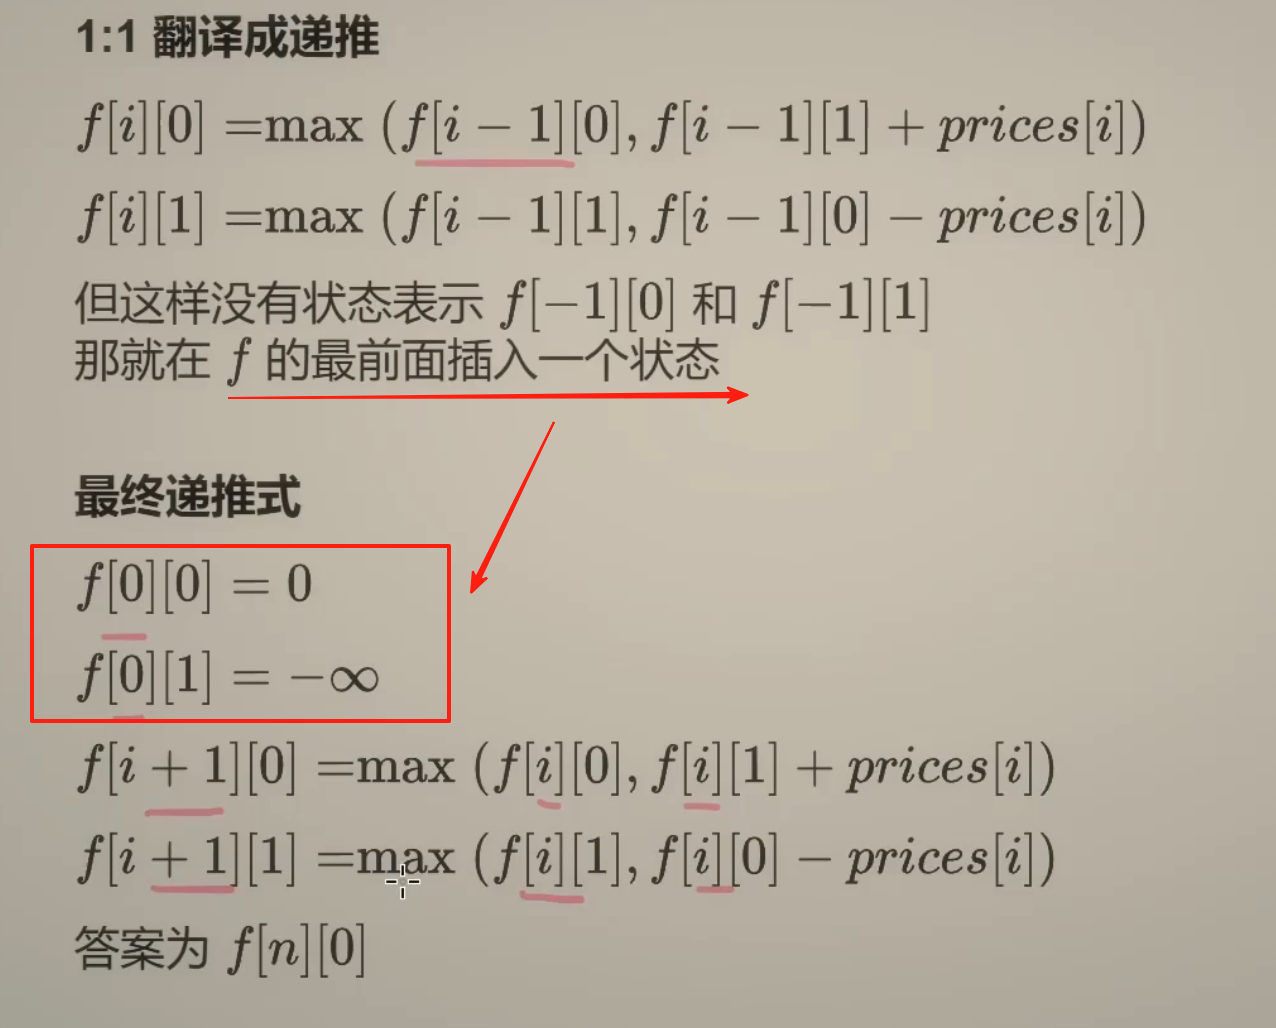 1:1 翻译成递推
f[i][0] =max (f[i − 1][0], f[i − 1][1] + prices[i])
f[i][1] =max (f[i − 1][1], f[i − 1][0] − prices[i])
但这样没有状态表示 f[−1][0] 和 f[−1][1]
那就在 f 的最前面插入一个状态
最终递推式
f[0][0] = 0
f[0][1] = −∞
f[i + 1][0] =max (f[i][0], f[i][1] + prices[i])
f[i + 1][1] =max (f[i][1], f[i][0] − prices[i])
答案为 f[n][0]